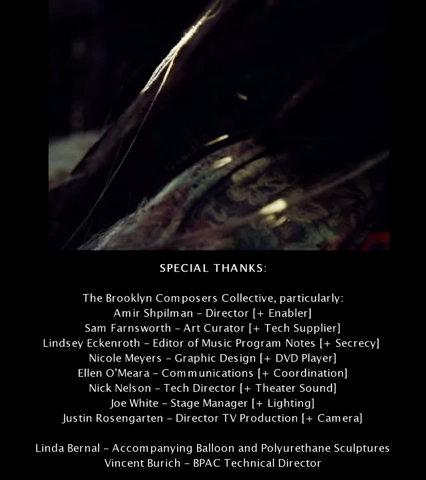 SPECIAL THANKS:
The Brooklyn Composers Collective, particularly:
Amir Shpilman – Director [+ Enabler]
Sam Farnsworth – Art Curator [+ Tech Supplier]
Lindsey Eckenroth – Editor of Music Program Notes [+ Secrecy]
Nicole Meyers – Graphic Design [+ DVD Player]
Ellen O'Meara – Communications [+ Coordination]
Nick Nelson – Tech Director [+ Theater Sound]
Joe White – Stage Manager [+ Lighting]
Justin Rosengarten – Director TV Production [+ Camera]
Linda Bernal – Accompanying Balloon and Polyurethane Sculptures
Vincent Burich – BPAC Technical Director